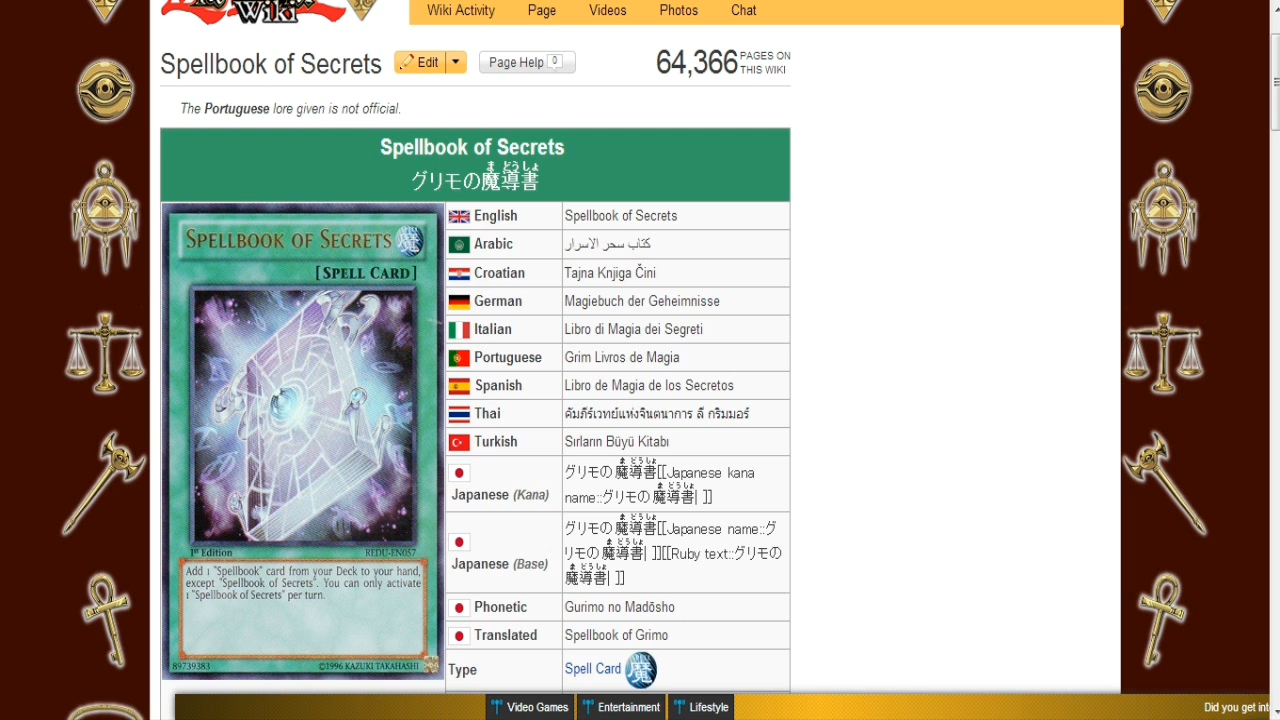 Wiki
Wiki Activity Page Videos Photos Chat
Spellbook of Secrets Edit Page Help 0 64,366 PAGES ON THIS WIKI
The Portuguese lore given is not official.
Spellbook of Secrets
グリモの魔導書
SPELLBOOK OF SECRETS 魔
[SPELL CARD]
1st Edition REDU-EN057
Add 1 "Spellbook" card from your Deck to your hand,
except "Spellbook of Secrets". You can only activate
1 "Spellbook of Secrets" per turn.
89739383 ©1996 KAZUKI TAKAHASHI
English Spellbook of Secrets
Arabic كتاب سحر الاسرار
Croatian Tajna Knjiga Čini
German Magiebuch der Geheimnisse
Italian Libro di Magia dei Segreti
Portuguese Grim Livros de Magia
Spanish Libro de Magia de los Secretos
Thai คัมภีร์เวทย์แห่งจินตนาการ ลี กริมมอร์
Turkish Sırların Büyü Kitabı
Japanese (Kana) グリモの魔導書[[Japanese kana
name::グリモの魔導書| ]]
Japanese (Base) グリモの魔導書[[Japanese name::グ
リモの魔導書| ]][[Ruby text::グリモの
魔導書| ]]
Phonetic Gurimo no Madōsho
Translated Spellbook of Grimo
Type Spell Card 魔
Video Games Entertainment Lifestyle Did you get int